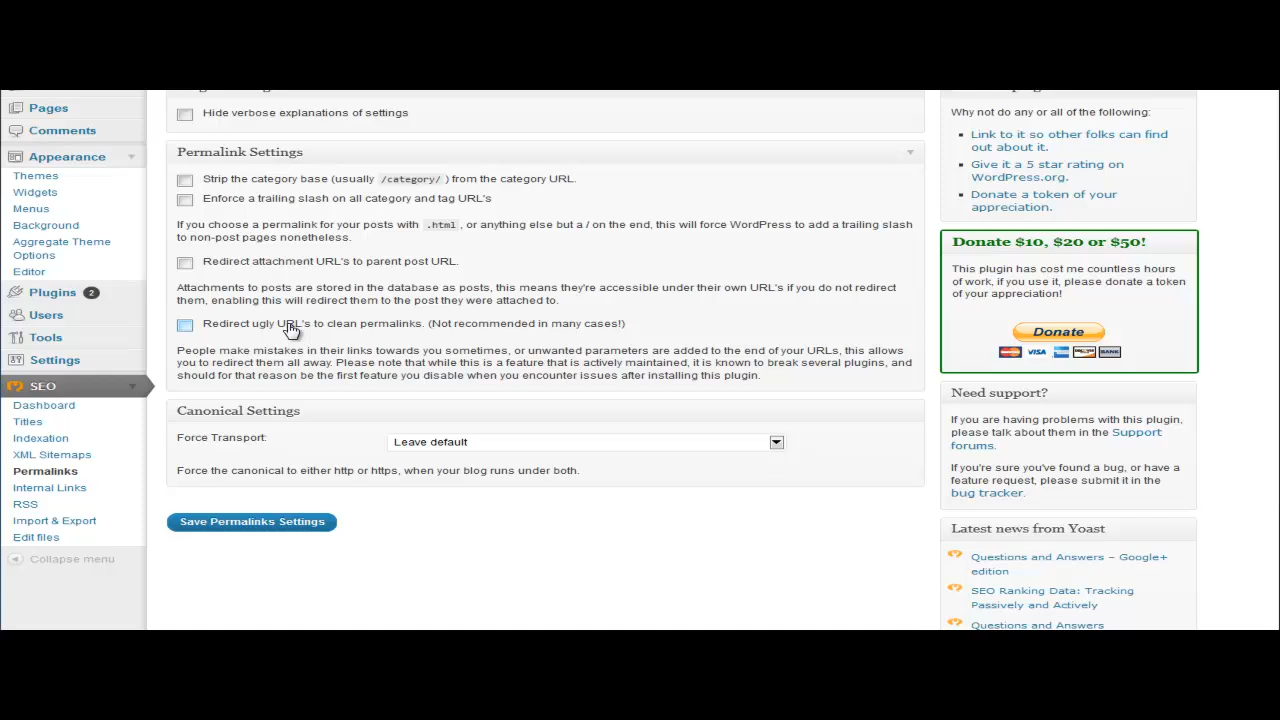 Pages
Comments
Appearance
Themes
Widgets
Menus
Background
Aggregate Theme
Options
Editor
Plugins 2
Users
Tools
Settings
SEO
Dashboard
Titles
Indexation
XML Sitemaps
Permalinks
Internal Links
RSS
Import & Export
Edit files
Collapse menu
Hide verbose explanations of settings
Permalink Settings
Strip the category base (usually /category/ ) from the category URL.
Enforce a trailing slash on all category and tag URL's
If you choose a permalink for your posts with .html, or anything else but a / on the end, this will force WordPress to add a trailing slash
to non-post pages nonetheless.
Redirect attachment URL's to parent post URL.
Attachments to posts are stored in the database as posts, this means they're accessible under their own URL's if you do not redirect
them, enabling this will redirect them to the post they were attached to.
Redirect ugly URL's to clean permalinks. (Not recommended in many cases!)
People make mistakes in their links towards you sometimes, or unwanted parameters are added to the end of your URLs, this allows
you to redirect them all away. Please note that while this is a feature that is actively maintained, it is known to break several plugins, and
should for that reason be the first feature you disable when you encounter issues after installing this plugin.
Canonical Settings
Force Transport:
Leave default
Force the canonical to either http or https, when your blog runs under both.
Save Permalinks Settings
Why not do any or all of the following:
Link to it so other folks can find
out about it.
Give it a 5 star rating on
WordPress.org.
Donate a token of your
appreciation.
Donate $10, $20 or $50!
This plugin has cost me countless hours
of work, if you use it, please donate a token
of your appreciation!
Donate
VISA
BANK
Need support?
If you are having problems with this plugin,
please talk about them in the Support
forums.
If you're sure you've found a bug, or have a
feature request, please submit it in the
bug tracker.
Latest news from Yoast
Questions and Answers – Google+
edition
SEO Ranking Data: Tracking
Passively and Actively
Questions and Answers